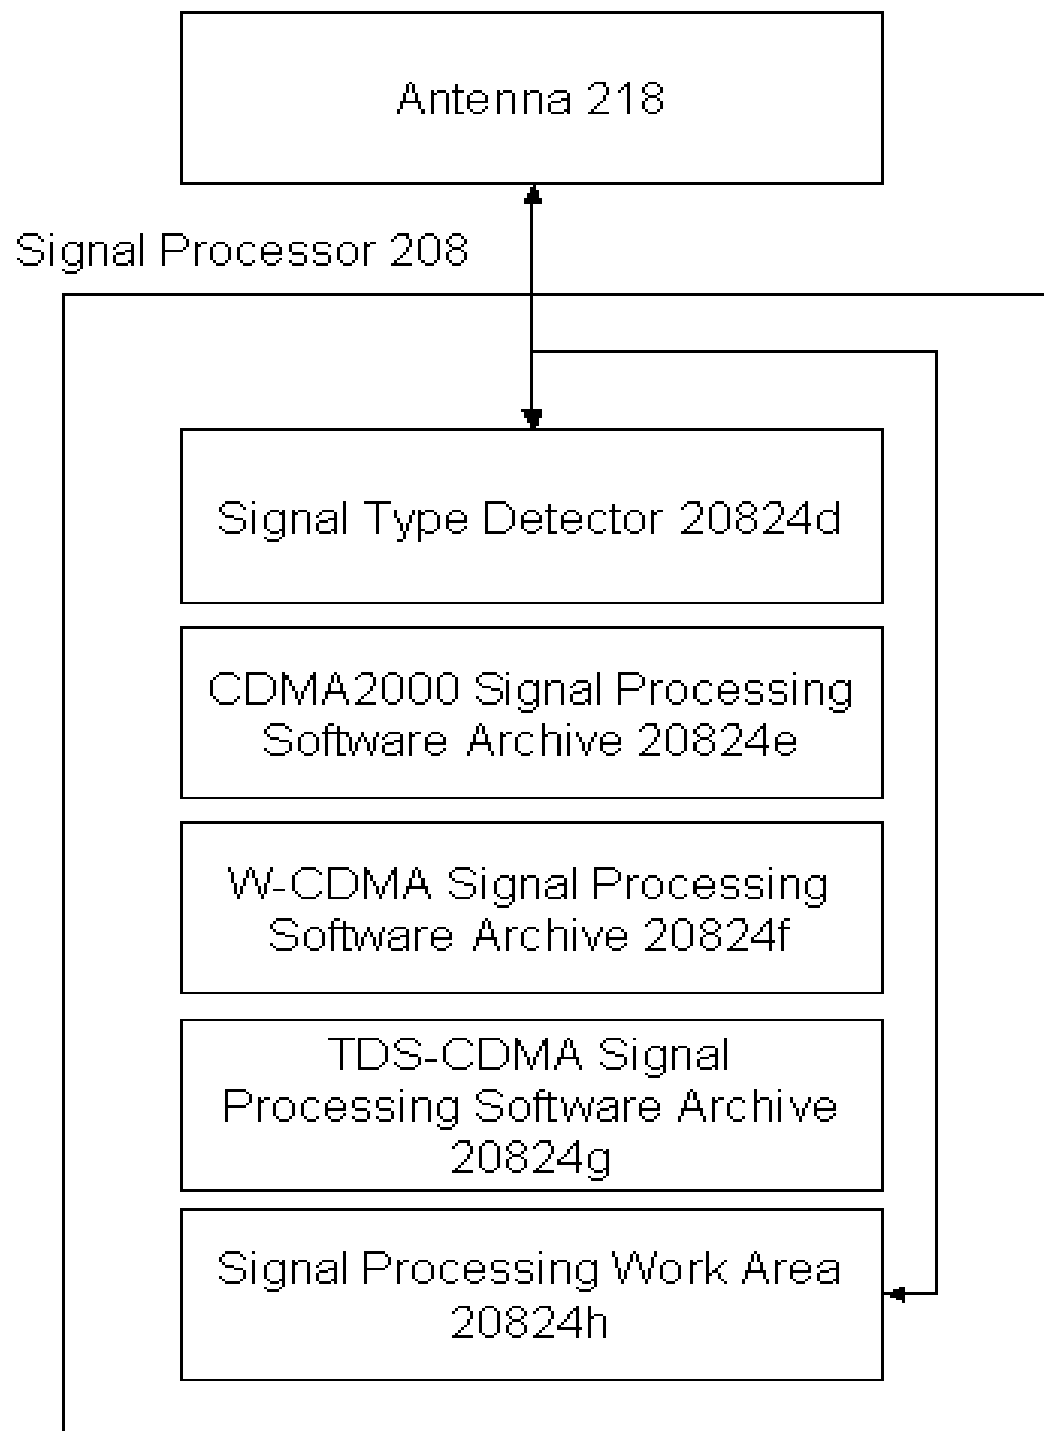 Antenna 218
Signal Processor 208
Signal Type Detector 20824d
CDMA2000 Signal Processing
Software Archive 20824e
W-CDMA Signal Processing
Software Archive 20824f
TDS-CDMA Signal
Processing Software Archive
20824g
Signal Processing Work Area
20824h